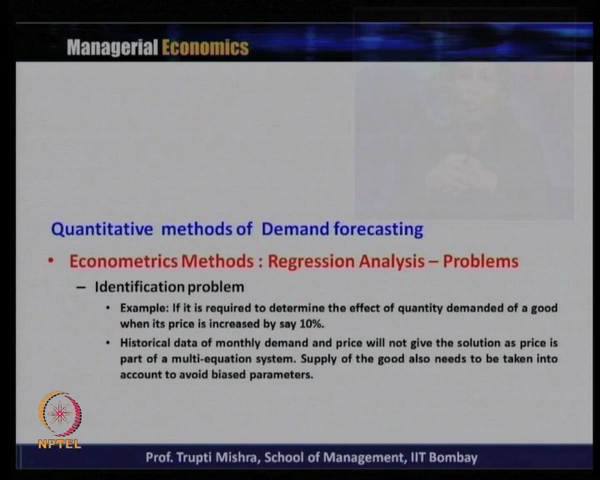 Managerial Economics
Quantitative methods of Demand forecasting
• Econometrics Methods : Regression Analysis – Problems
– Identification problem
• Example: If it is required to determine the effect of quantity demanded of a good
when its price is increased by say 10%.
• Historical data of monthly demand and price will not give the solution as price is
part of a multi-equation system. Supply of the good also needs to be taken into
account to avoid biased parameters.
NPTEL
Prof. Trupti Mishra, School of Management, IIT Bombay